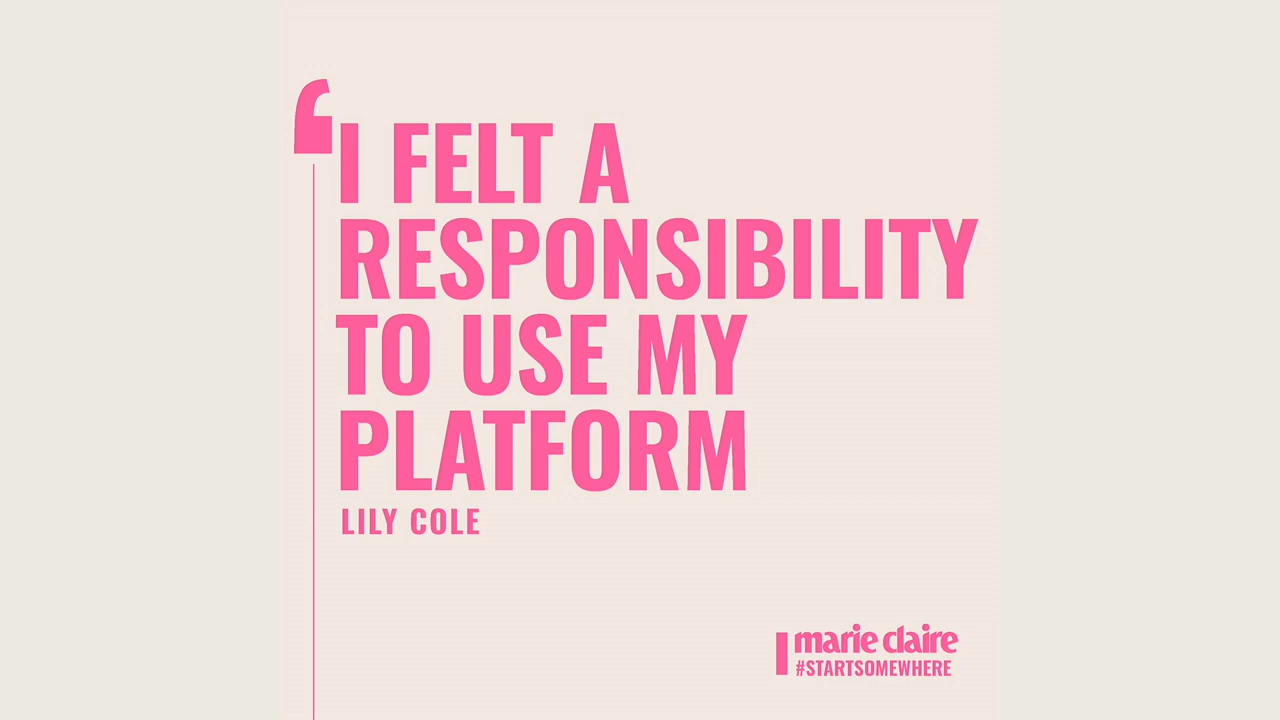 ‘I FELT A
RESPONSIBILITY
TO USE MY
PLATFORM
LILY COLE
marie claire
#STARTSOMEWHERE